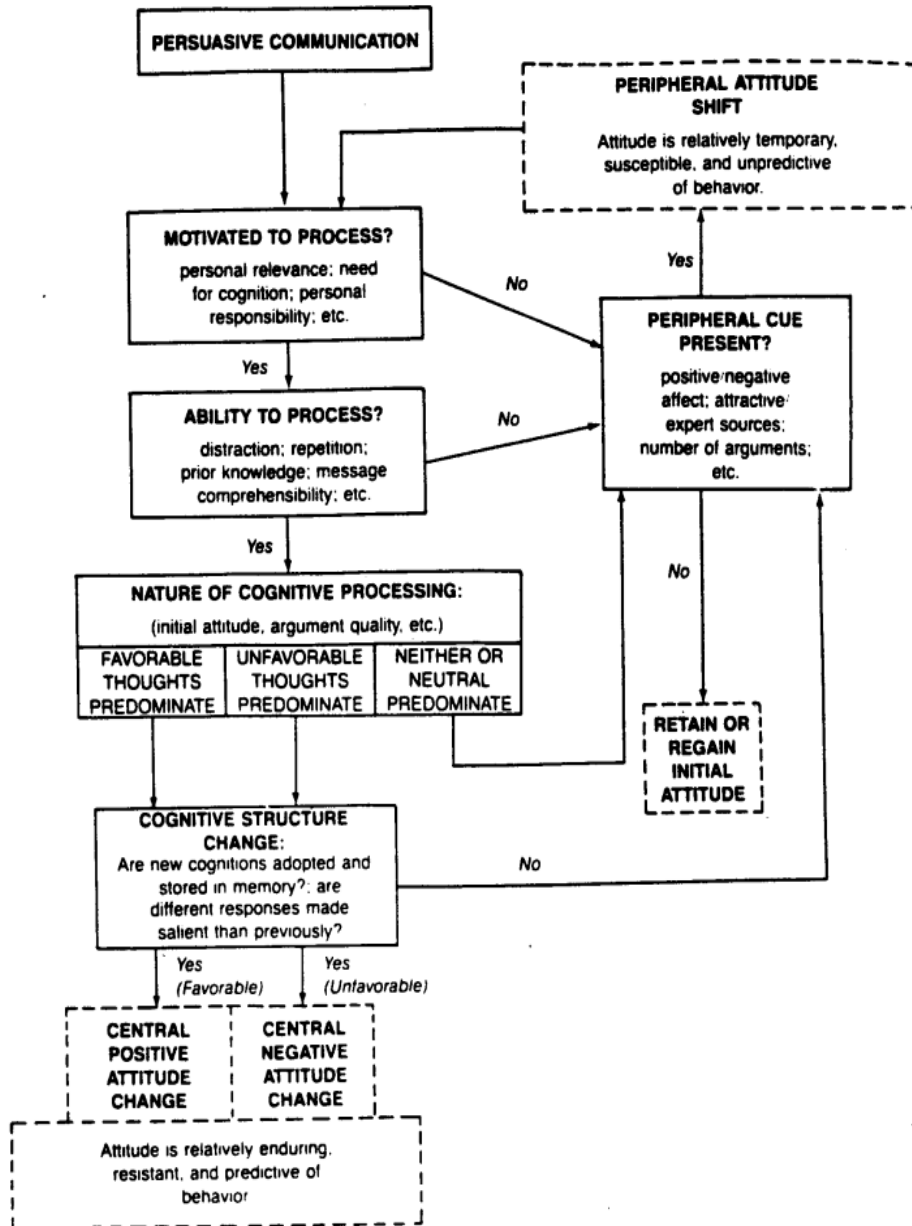 PERSUASIVE COMMUNICATION
PERIPHERAL ATTITUDE
SHIFT
Attitude is relatively temporary,
susceptible, and unpredictive
of behavior.
MOTIVATED TO PROCESS?
personal relevance; need
for cognition; personal
responsibility; etc.
No
Yes
PERIPHERAL CUE
PRESENT?
positive/negative
affect; attractive/
expert sources;
number of arguments;
etc.
Yes
ABILITY TO PROCESS?
distraction; repetition;
prior knowledge; message
comprehensibility; etc.
No
Yes
No
NATURE OF COGNITIVE PROCESSING:
(initial attitude, argument quality, etc.)
FAVORABLE
THOUGHTS
PREDOMINATE
UNFAVORABLE
THOUGHTS
PREDOMINATE
NEITHER OR
NEUTRAL
PREDOMINATE
RETAIN OR
REGAIN
INITIAL
ATTITUDE
COGNITIVE STRUCTURE
CHANGE:
Are new cognitions adopted and
stored in memory?; are
different responses made
salient than previously?
No
Yes
(Favorable)
Yes
(Unfavorable)
CENTRAL
POSITIVE
ATTITUDE
CHANGE
CENTRAL
NEGATIVE
ATTITUDE
CHANGE
Attitude is relatively enduring,
resistant, and predictive of
behavior